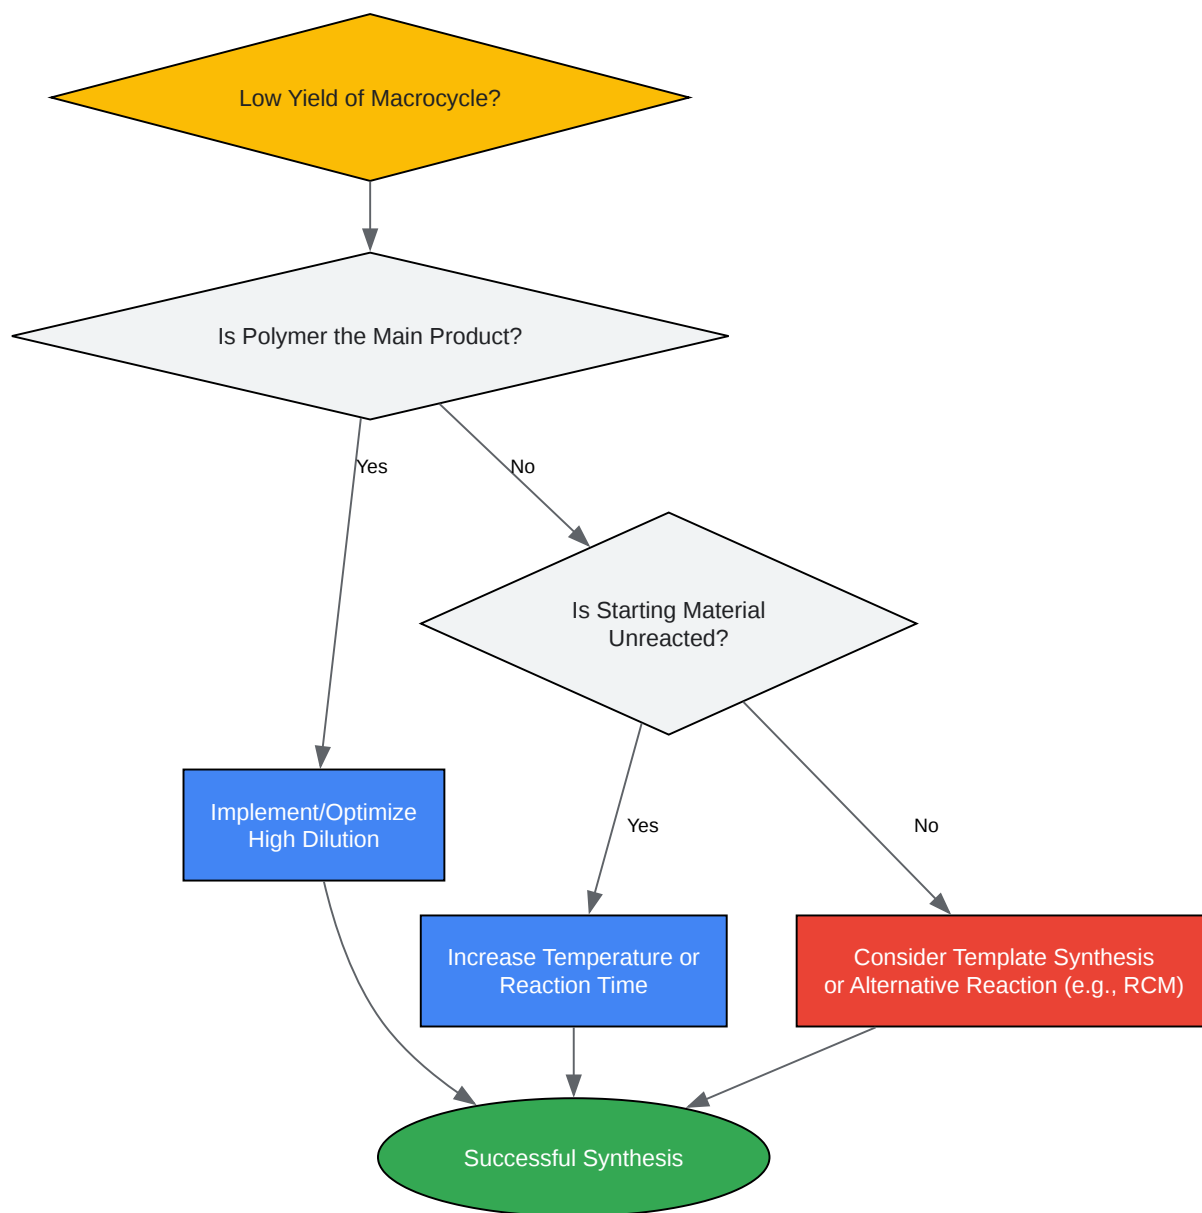 Low Yield of Macrocycle?
Is Polymer the Main Product?
Yes
No
Is Starting Material
Unreacted?
Implement/Optimize
High Dilution
Yes
No
Increase Temperature or
Reaction Time
Consider Template Synthesis
or Alternative Reaction (e.g., RCM)
Successful Synthesis